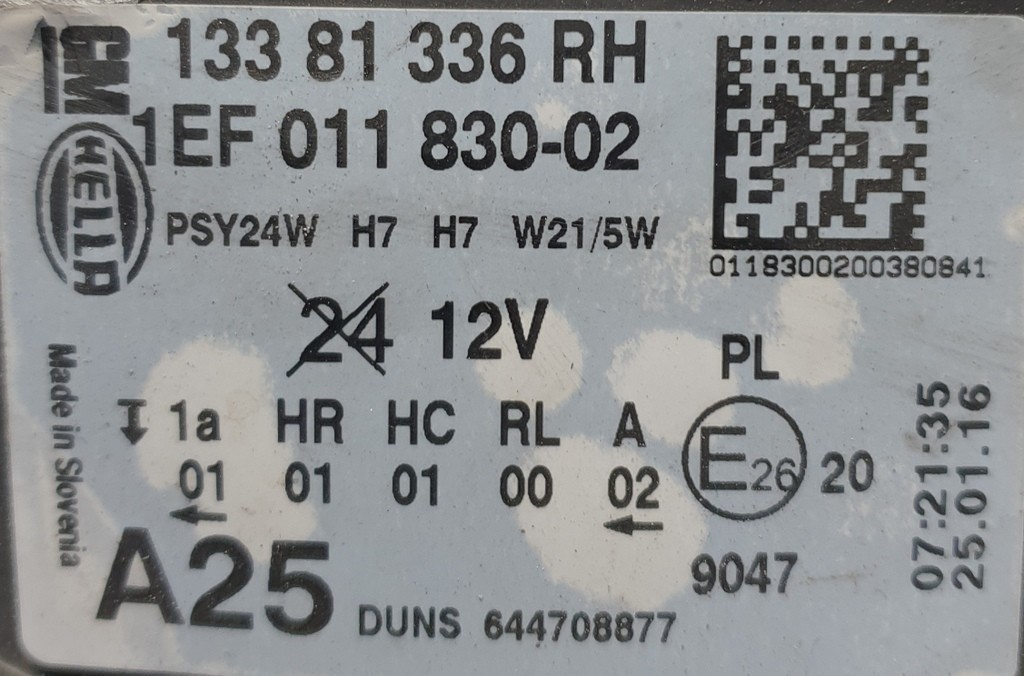 GM
133 81 336 RH
1EF 011 830-02
HELLA
PSY24W H7 H7 W21/5W
01183000200380841
24 12V
PL
Made in Slovenia
1a HR HC RL A
01 01 01 00 02
E26 20
07:21:35
25.01.16
A25
9047
DUNS 644708877